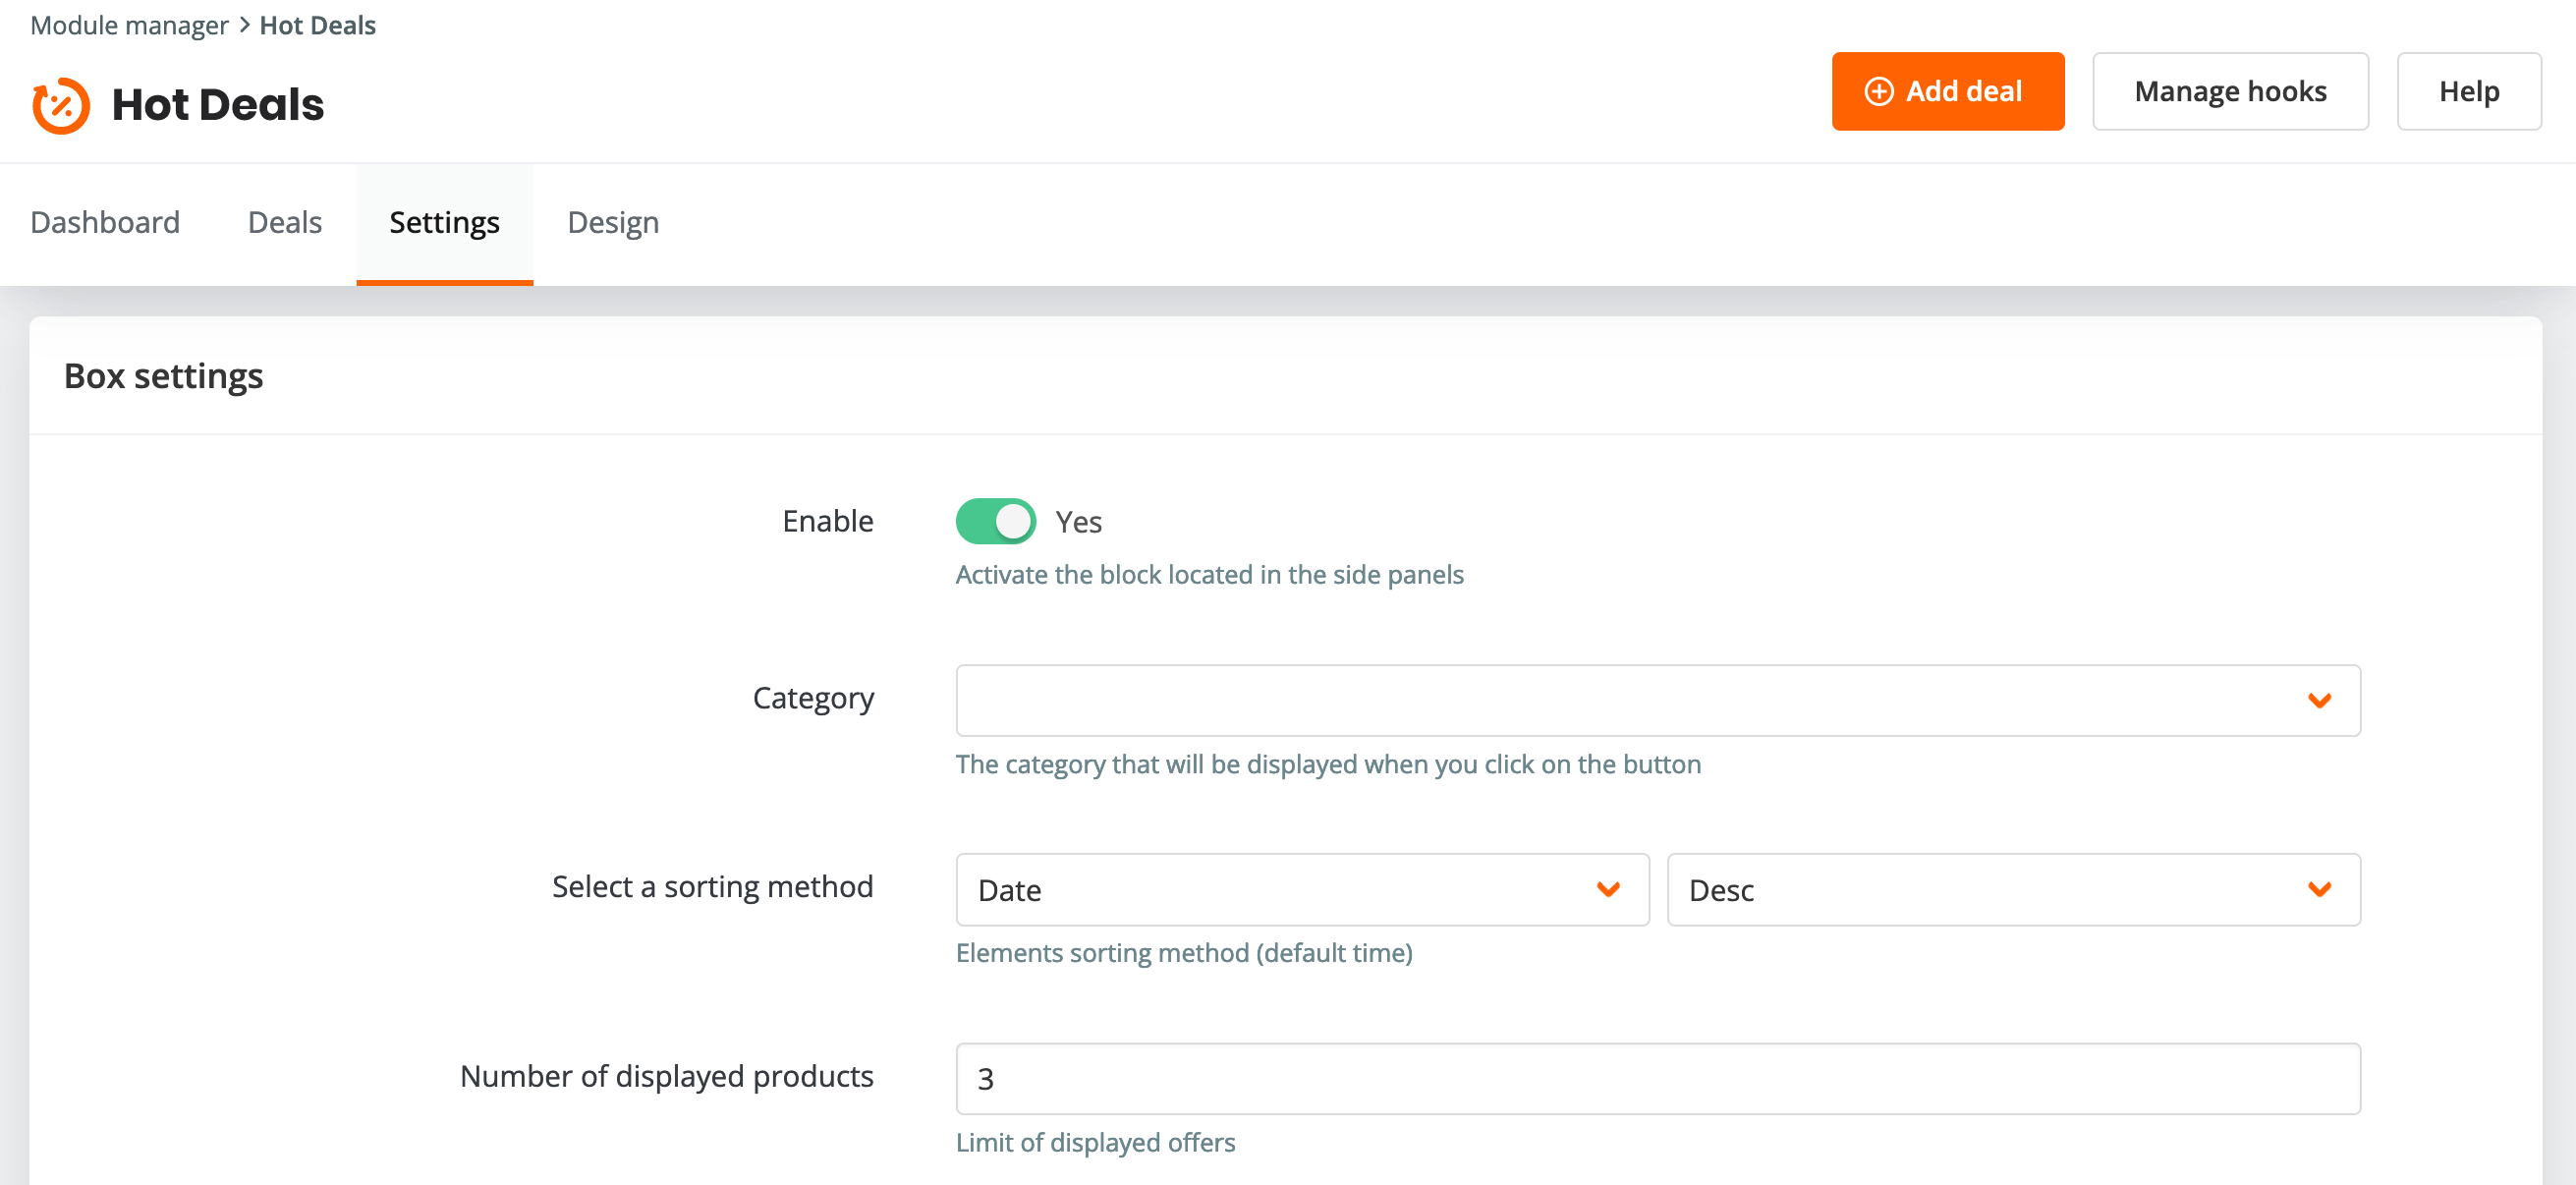 Module manager > Hot Deals
Hot Deals
Add deal
Manage hooks
Help
Dashboard
Deals
Settings
Design
Box settings
Enable
Yes
Activate the block located in the side panels
Category
The category that will be displayed when you click on the button
Select a sorting method
Date
Desc
Elements sorting method (default time)
Number of displayed products
3
Limit of displayed offers